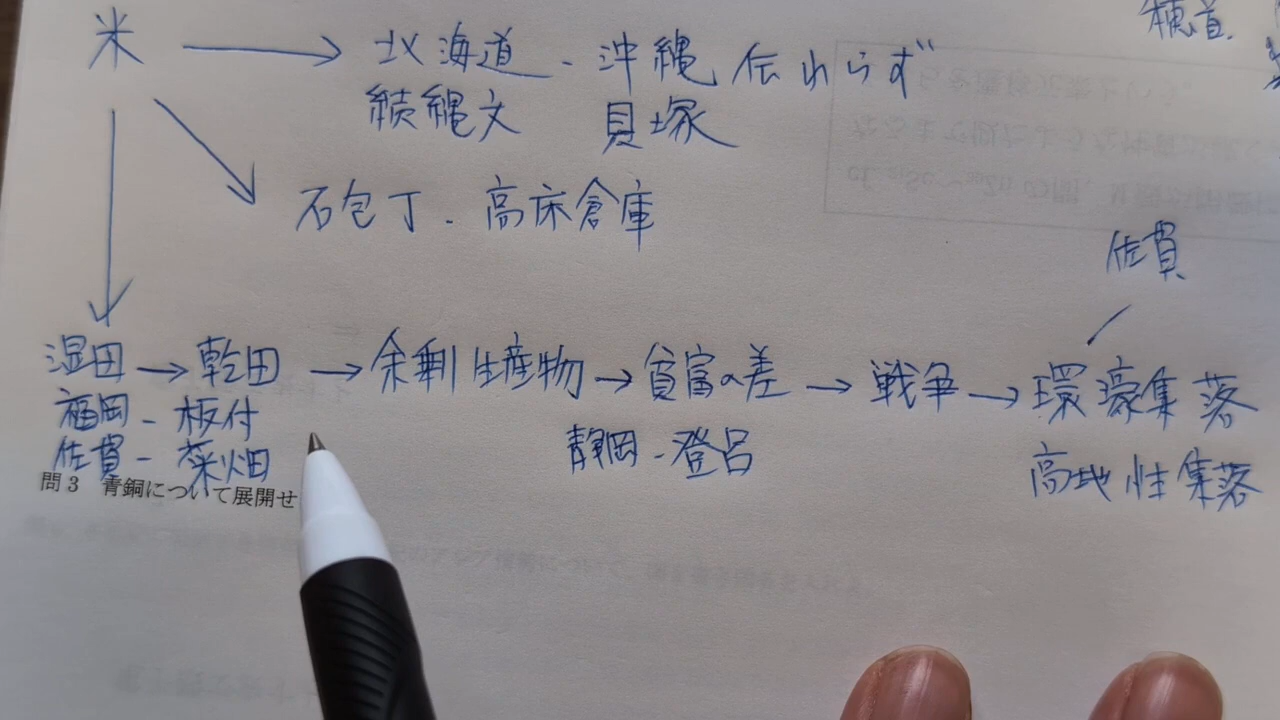 米 → 北海道 - 沖縄 伝わらず
続縄文 貝塚
石包丁 - 高床倉庫
佐賀
湿田 → 乾田 → 余剰生産物 → 貧富の差 → 戦争 → 環濠集落
福岡 - 板付
佐賀 - 菜畑
静岡 - 登呂
高地性集落
問3 青銅について展開せ